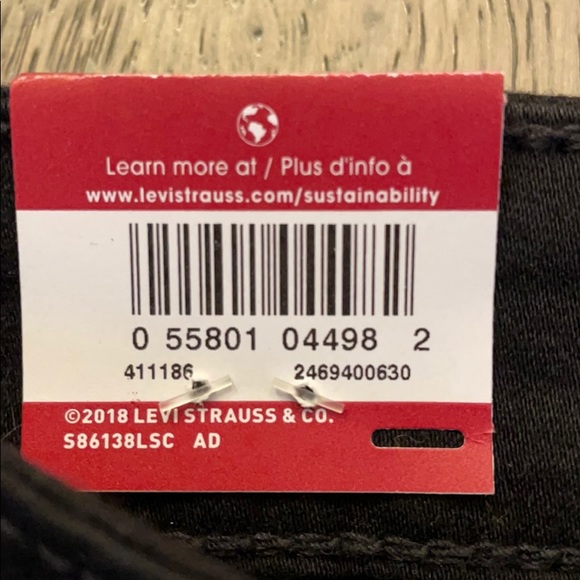 Learn more at / Plus d'info à
www.levistrauss.com/sustainability
0 55801 04498 2
411186 2469400630
©2018 LEVI STRAUSS & CO.
S86138LSC AD